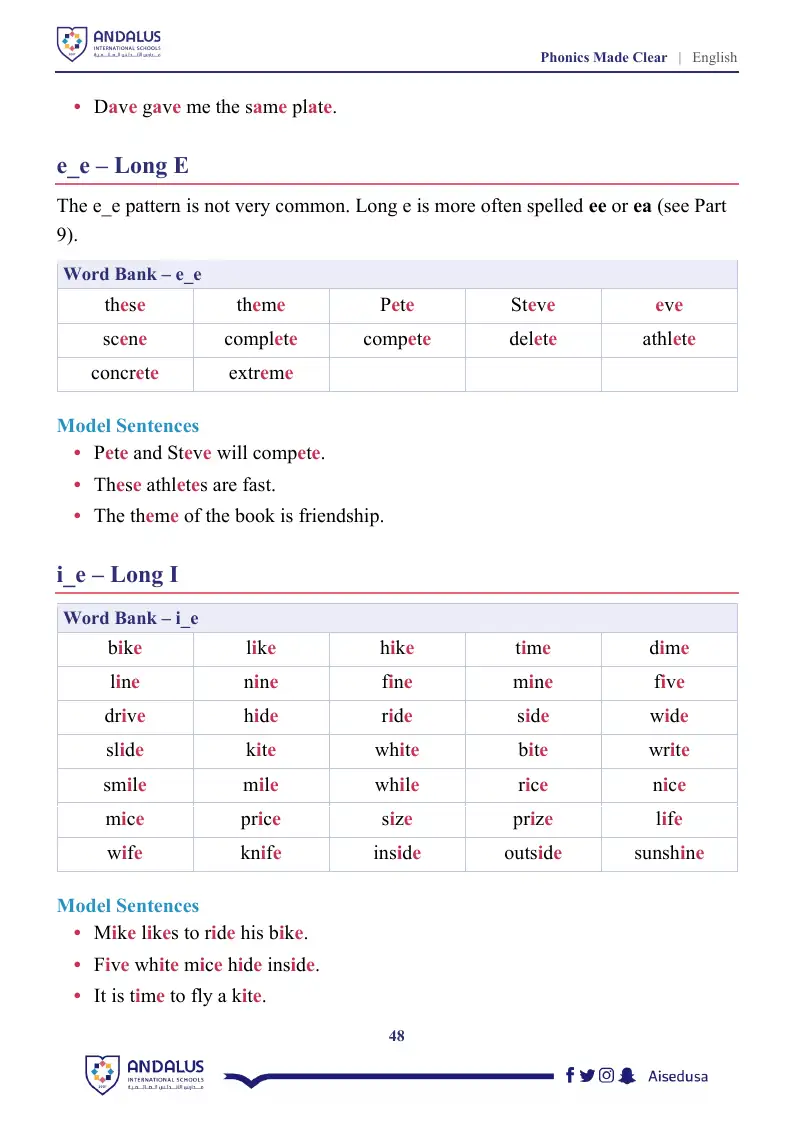 ANDALUS
INTERNATIONAL SCHOOLS
مدارس الأندلس العالمية
Phonics Made Clear | English
• Dave gave me the same plate.
e_e – Long E
The e_e pattern is not very common. Long e is more often spelled ee or ea (see Part
9).
Word Bank – e_e
these theme Pete Steve eve
scene complete compete delete athlete
concrete extreme
Model Sentences
• Pete and Steve will compete.
• These athletes are fast.
• The theme of the book is friendship.
i_e – Long I
Word Bank – i_e
bike like hike time dime
line nine fine mine five
drive hide ride side wide
slide kite white bite write
smile mile while rice nice
mice price size prize life
wife knife inside outside sunshine
Model Sentences
• Mike likes to ride his bike.
• Five white mice hide inside.
• It is time to fly a kite.
48
ANDALUS
INTERNATIONAL SCHOOLS
مدارس الأندلس العالمية
Aisedusa